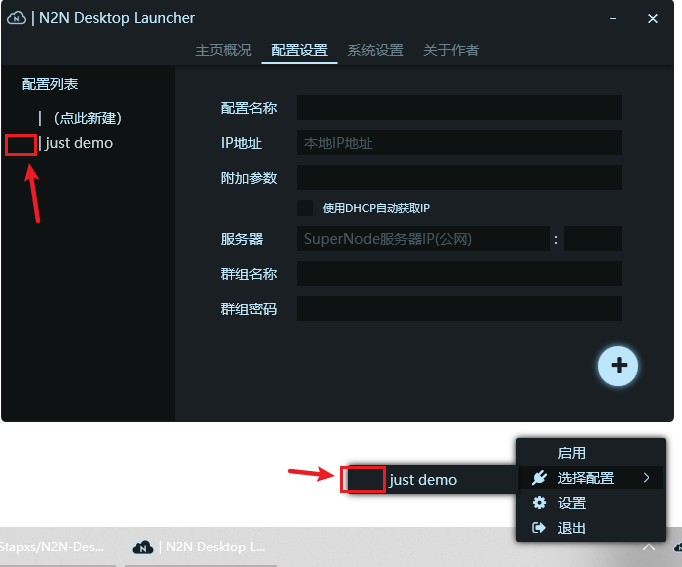 | N2N Desktop Launcher
主页概况 配置设置 系统设置 关于作者
配置列表
| （点此新建）
| just demo
配置名称
IP地址 本地IP地址
附加参数
使用DHCP自动获取IP
服务器 SuperNode服务器IP(公网) :
群组名称
群组密码
启用
just demo 选择配置
设置
退出
Stapxs/N2N-Des... | N2N Desktop L...